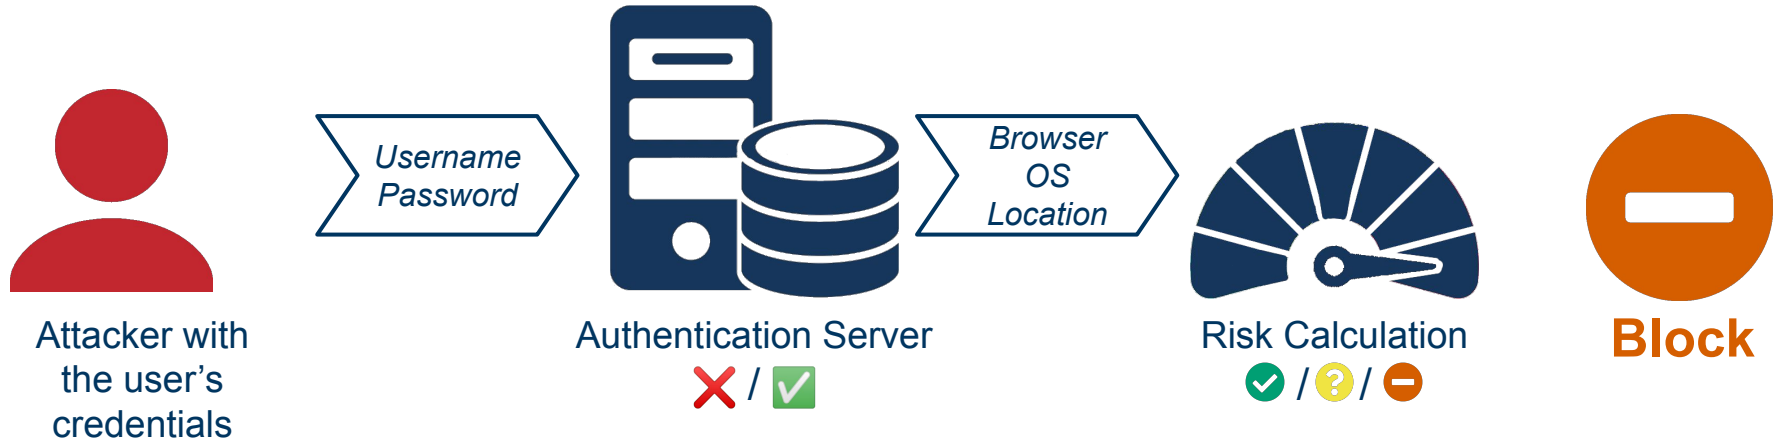 Username
Password
Browser
OS
Location
Attacker with
the user’s
credentials
Authentication Server
❌ / ✅
Risk Calculation
/ ? /
Block